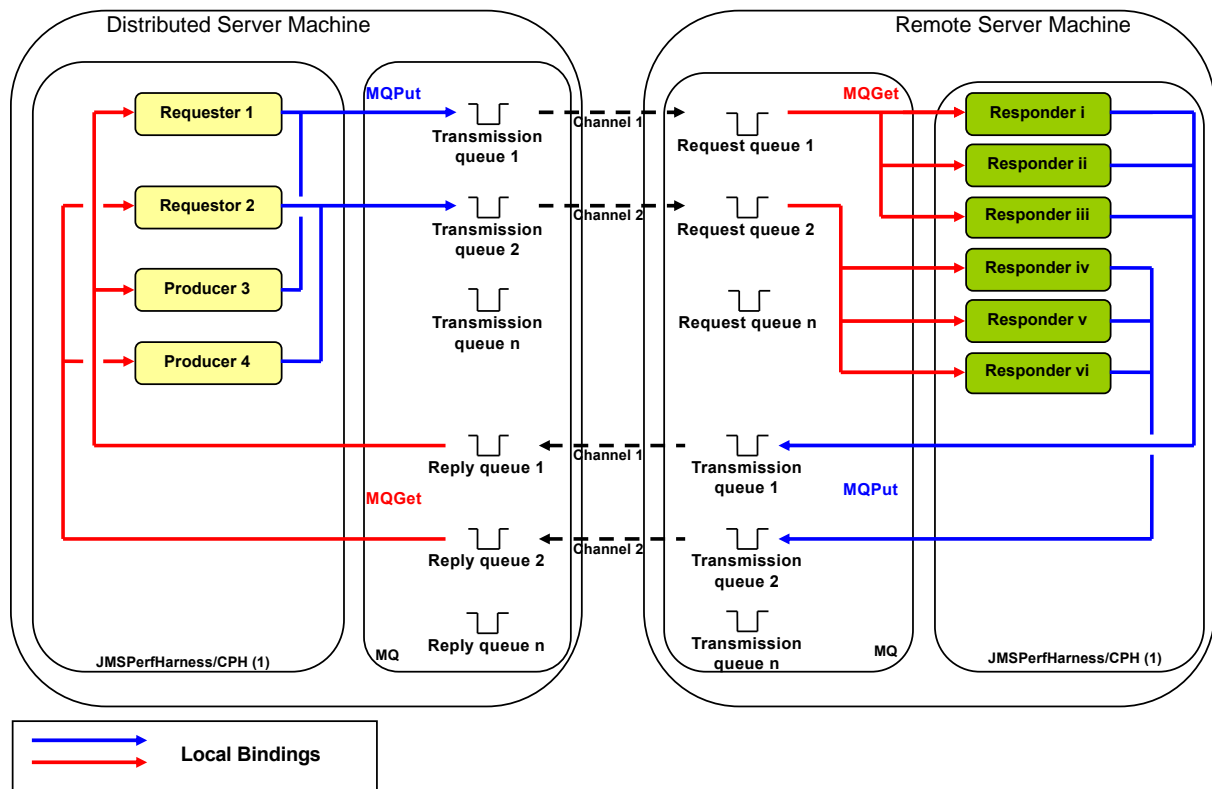 Distributed Server Machine
Remote Server Machine
Requester 1
Requestor 2
Producer 3
Producer 4
JMSPerfHarness/CPH (1)
MQPut
Transmission
queue 1
Transmission
queue 2
Transmission
queue n
Reply queue 1
MQGet
Reply queue 2
Reply queue n
MQ
Channel 1
Channel 2
Channel 1
Channel 2
Request queue 1
Request queue 2
Request queue n
Transmission
queue 1
Transmission
queue 2
Transmission
queue n
MQ
MQGet
MQPut
Responder i
Responder ii
Responder iii
Responder iv
Responder v
Responder vi
JMSPerfHarness/CPH (1)
Local Bindings